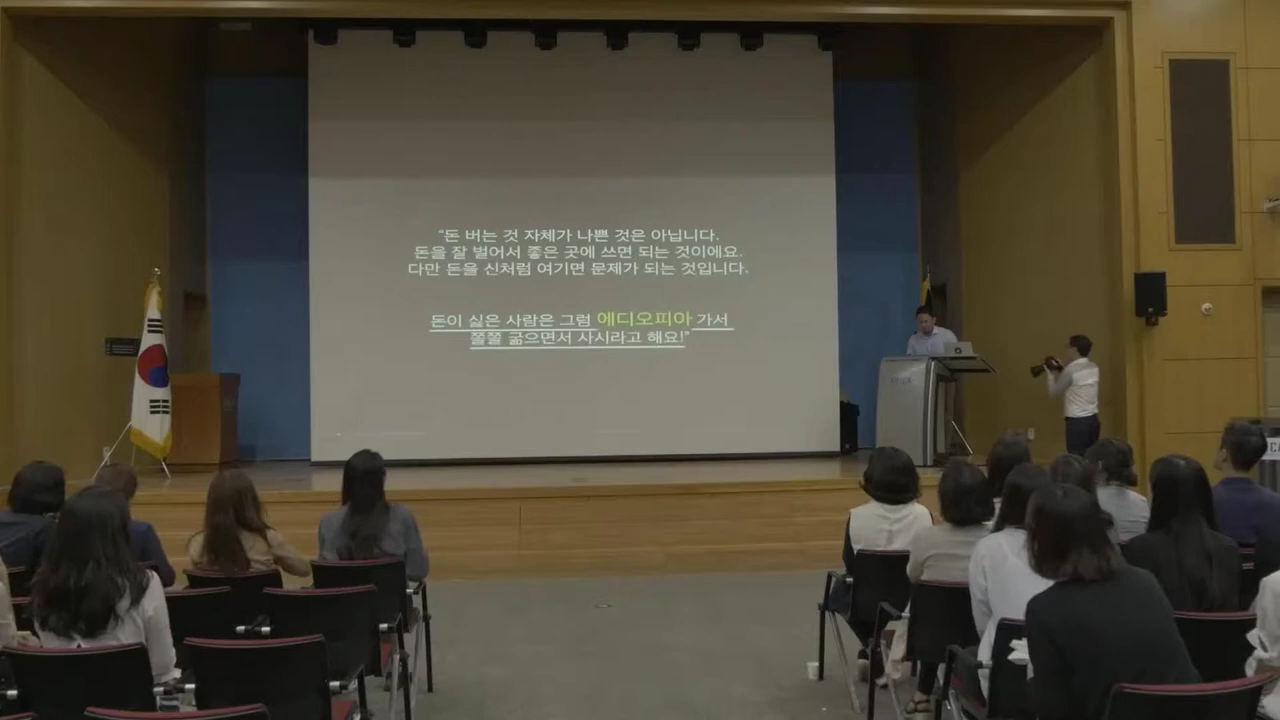 “돈 버는 것 자체가 나쁜 것은 아닙니다.
돈을 잘 벌어서 좋은 곳에 쓰면 되는 것이에요.
다만 돈을 신처럼 여기면 문제가 되는 것입니다.
돈이 싫은 사람은 그럼 에디오피아 가서
쫄쫄 굶으면서 사시라고 해요!”